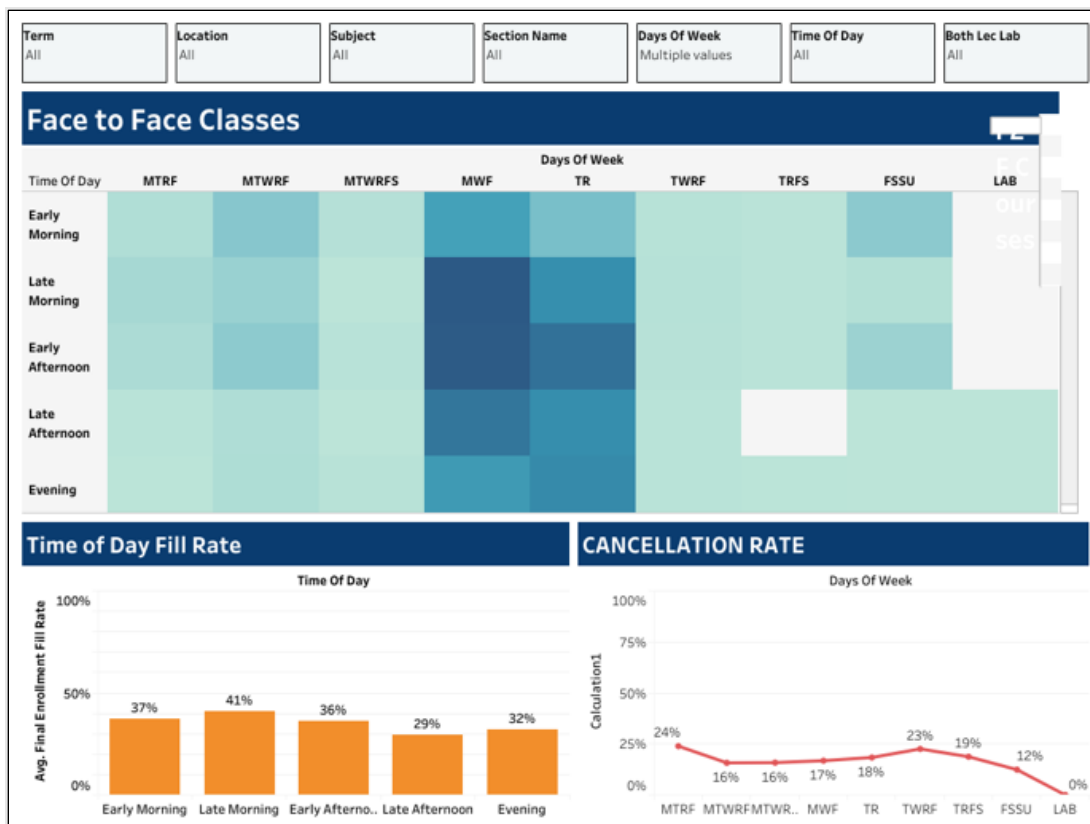 Term
Location
Subject
Section Name
Days Of Week
Time Of Day
Both Lec Lab
All
All
All
All
Multiple values
All
All
Face to Face Classes
F2
F C
our
ses
Days Of Week
Time Of Day
MTRF
MTWRF
MTWRFS
MWF
TR
TWRF
TRFS
FSSU
LAB
Early
Morning
Late
Morning
Early
Afternoon
Late
Afternoon
Evening
Time of Day Fill Rate
Time Of Day
Avg. Final Enrollment Fill Rate
100%
50%
0%
37%
41%
36%
29%
32%
Early Morning
Late Morning
Early Afterno..
Late Afternoon
Evening
CANCELLATION RATE
Days Of Week
Calculation1
100%
75%
50%
25%
0%
24%
16%
16%
17%
18%
23%
19%
12%
0%
MTRF
MTWRF
MTWR..
MWF
TR
TWRF
TRFS
FSSU
LAB